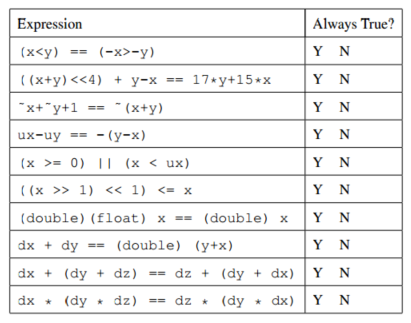 Expression Always True?
(x<y) == (-x>-y) Y N
((x+y)<<4) + y-x == 17*y+15*x Y N
~x+~y+1 == ~(x+y) Y N
ux-uy == -(y-x) Y N
(x >= 0) || (x < ux) Y N
((x >> 1) << 1) <= x Y N
(double)(float) x == (double) x Y N
dx + dy == (double) (y+x) Y N
dx + (dy + dz) == dz + (dy + dx) Y N
dx * (dy * dz) == dz * (dy * dx) Y N